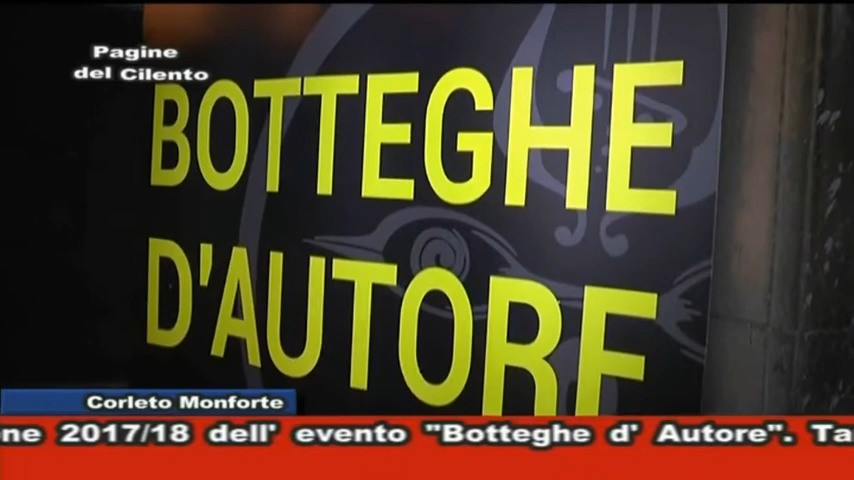 Pagine
del Cilento
BOTTEGHE
D'AUTORE
Corleto Monforte
ne 2017/18 dell' evento "Botteghe d' Autore". Ta